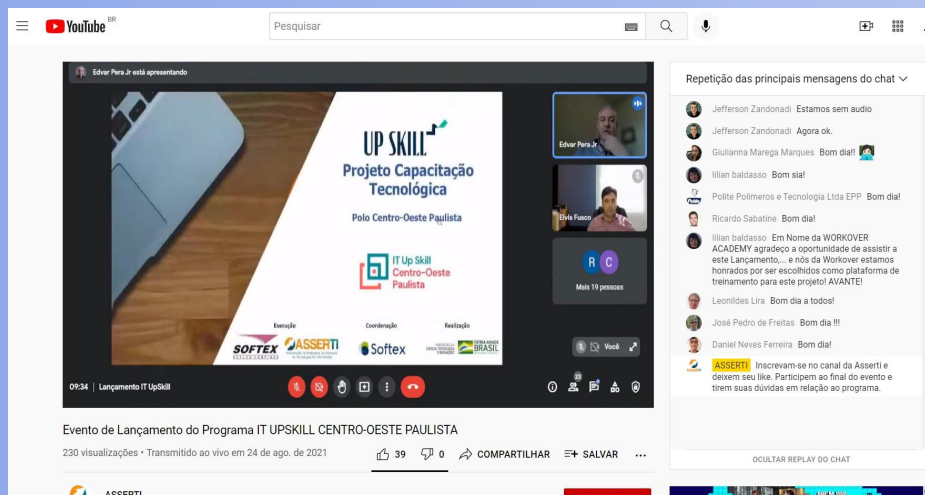 YouTube BR
Pesquisar
Edvar Pera Jr está apresentando
UP SKILL
Projeto Capacitação
Tecnológica
Polo Centro-Oeste Paulista
IT Up Skill
Centro-Oeste
Paulista
Execução
Coordenação
Realização
SOFTEX
ASSERTI
Softex
PÁTRIA AMADA
BRASIL
Edvar Pera Jr
Elvis Fusco
R C
Mais 19 pessoas
Você
09:34 | Lançamento IT UpSkill
23
Evento de Lançamento do Programa IT UPSKILL CENTRO-OESTE PAULISTA
230 visualizações • Transmitido ao vivo em 24 de ago. de 2021
39
0
COMPARTILHAR
SALVAR
ASSERTI
Repetição das principais mensagens do chat
Jefferson Zandonadi Estamos sem audio
Jefferson Zandonadi Agora ok.
Giulianna Marega Marques Bom dia!!
lilian baldasso Bom sia!
Polite Polimeros e Tecnologia Ltda EPP Bom dia!
Ricardo Sabatine Bom dia!
lilian baldasso Em Nome da WORKOVER
ACADEMY agradeço a oportunidade de assistir a
este Lançamento,... e nós da Workover estamos
honrados por ser escolhidos como plataforma de
treinamento para este projeto! AVANTE!
Leonildes Lira Bom dia a todos!
José Pedro de Freitas Bom dia !!!
Daniel Neves Ferreira Bom dia!
ASSERTI Inscrevam-se no canal da Asserti e
deixem seu like. Participem ao final do evento e
tirem suas dúvidas em relação ao programa.
OCULTAR REPLAY DO CHAT